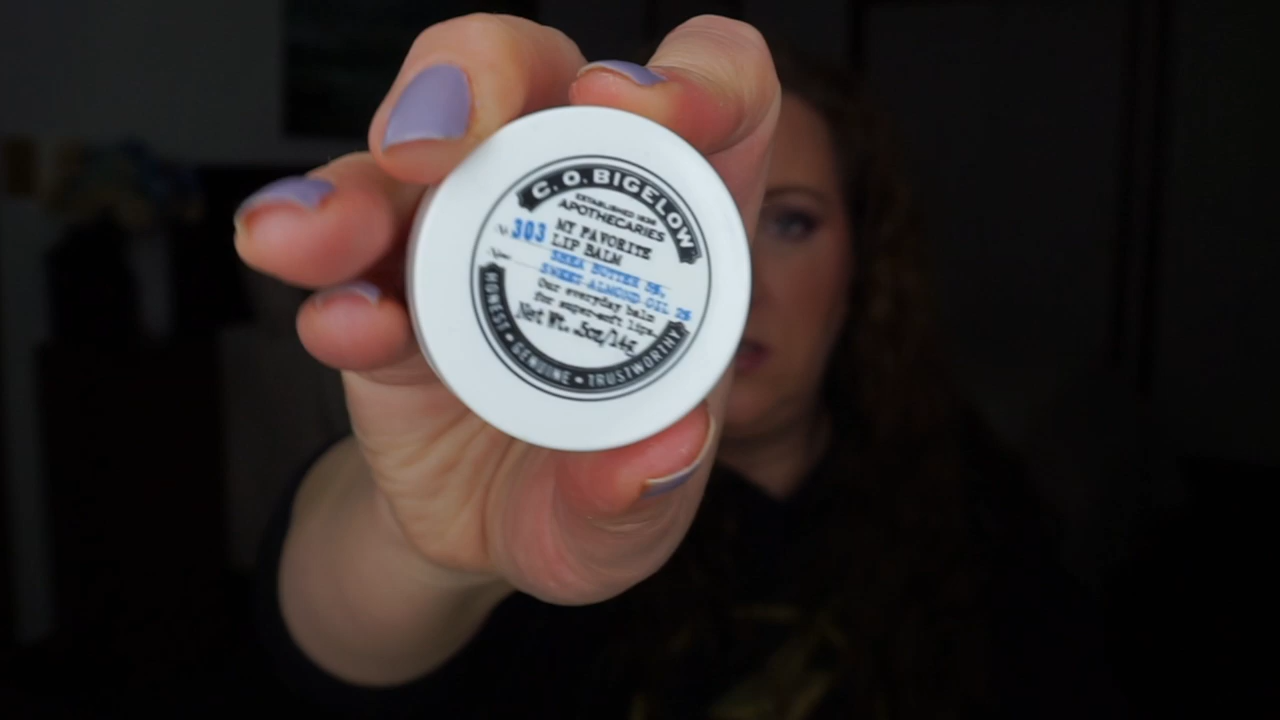 C.O. BIGELOW
ESTABLISHED 1838
APOTHECARIES
No. 303 MY FAVORITE
LIP BALM
SHEA BUTTER 5%,
SWEET ALMOND OIL 2%
Our everyday balm
for super-soft lips.
Net Wt. .5oz/14g
HONEST • GENUINE • TRUSTWORTHY